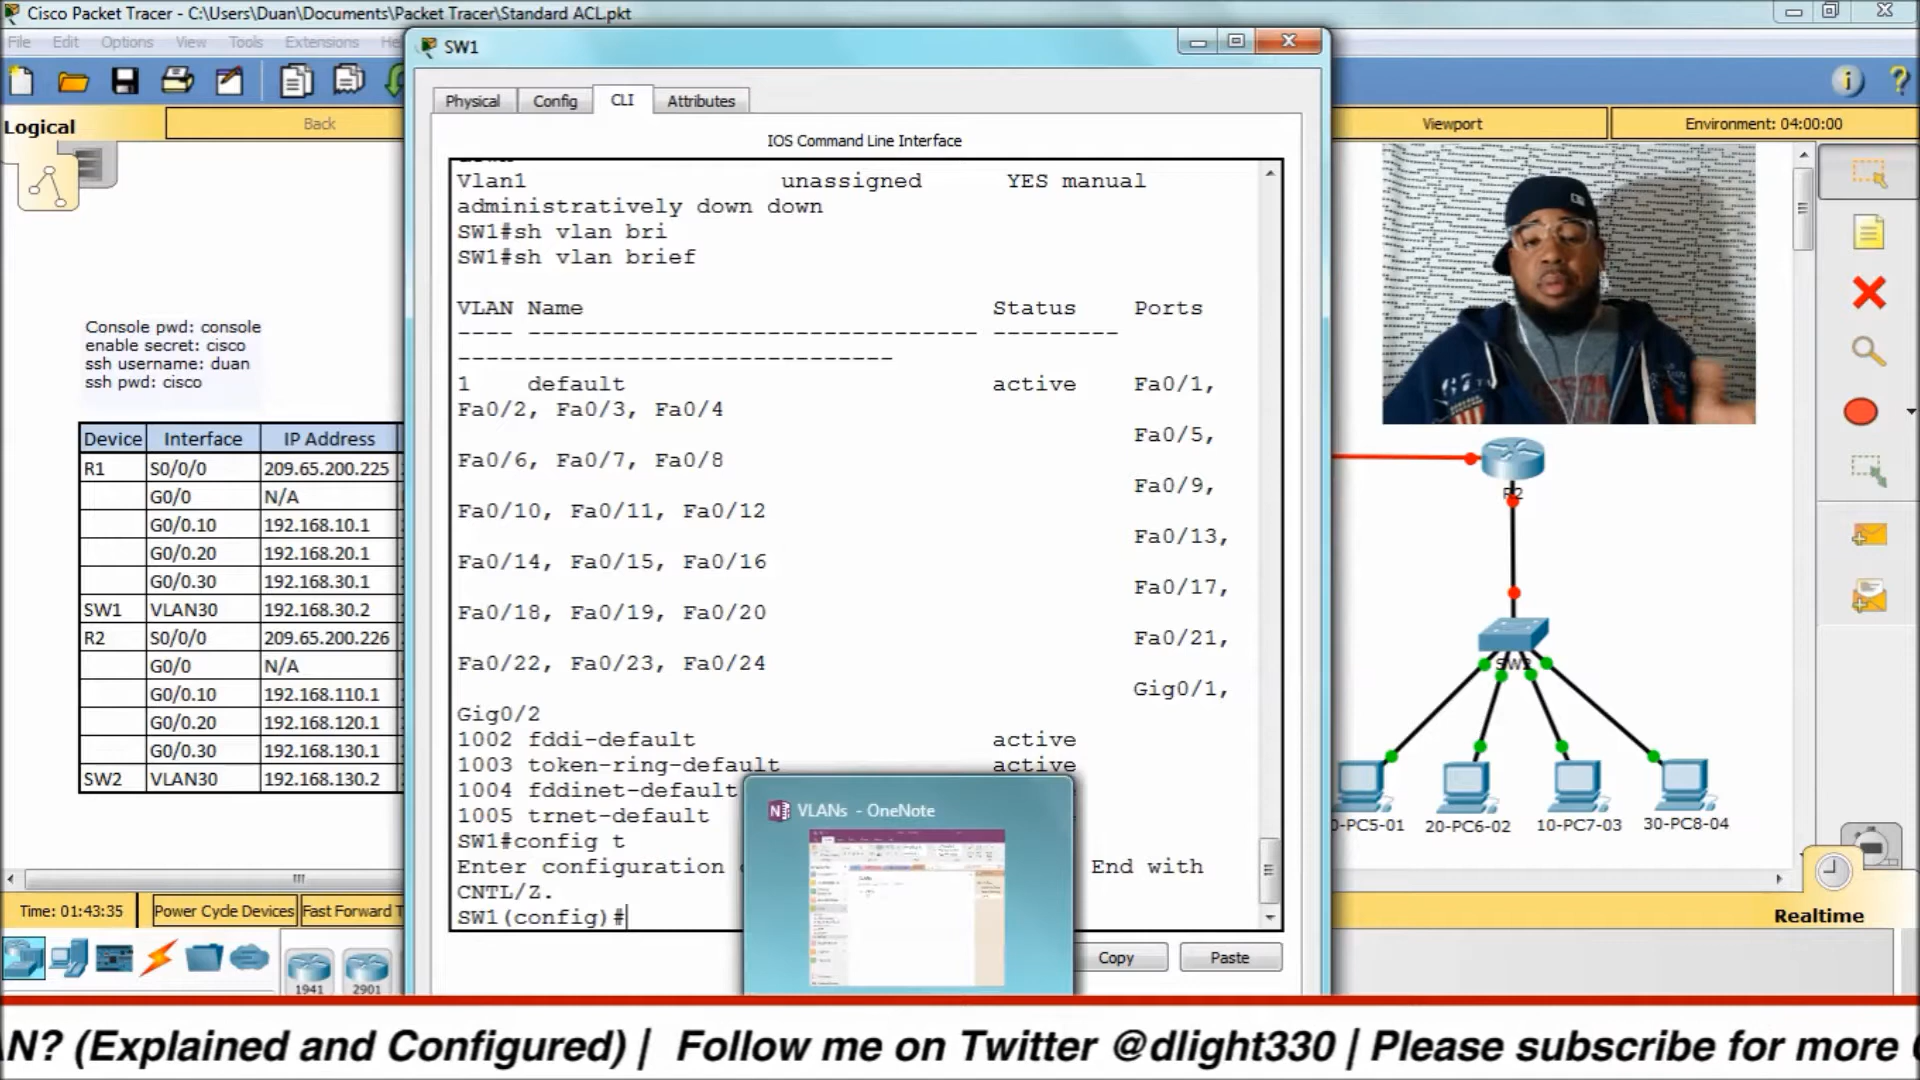 Cisco Packet Tracer - C:\Users\Duan\Documents\Packet Tracer\Standard ACL.pkt
File Edit Options View Tools Extensions
SW1
Physical Config CLI Attributes
IOS Command Line Interface
Logical
Back
Viewport
Environment: 04:00:00
Vlan1 unassigned YES manual
administratively down down
SW1#sh vlan bri
SW1#sh vlan brief
VLAN Name Status Ports
---- -------------------------------- ---------
-------------------------------
1 default active Fa0/1,
Fa0/2, Fa0/3, Fa0/4
Fa0/5,
Fa0/6, Fa0/7, Fa0/8
Fa0/9,
Fa0/10, Fa0/11, Fa0/12
Fa0/13,
Fa0/14, Fa0/15, Fa0/16
Fa0/17,
Fa0/18, Fa0/19, Fa0/20
Fa0/21,
Fa0/22, Fa0/23, Fa0/24
Gig0/1,
Gig0/2
1002 fddi-default active
1003 token-ring-default active
1004 fddinet-default
1005 trnet-default
SW1#config t
Enter configuration End with
CNTL/Z.
SW1(config)#
VLANs - OneNote
Copy
Paste
Console pwd: console
enable secret: cisco
ssh username: duan
ssh pwd: cisco
Device Interface IP Address
R1 S0/0/0 209.65.200.225
G0/0 N/A
G0/0.10 192.168.10.1
G0/0.20 192.168.20.1
G0/0.30 192.168.30.1
SW1 VLAN30 192.168.30.2
R2 S0/0/0 209.65.200.226
G0/0 N/A
G0/0.10 192.168.110.1
G0/0.20 192.168.120.1
G0/0.30 192.168.130.1
SW2 VLAN30 192.168.130.2
R2
SW2
0-PC5-01 20-PC6-02 10-PC7-03 30-PC8-04
Time: 01:43:35 Power Cycle Devices Fast Forward T
Realtime
1941 2901
AN? (Explained and Configured) | Follow me on Twitter @dlight330 | Please subscribe for more